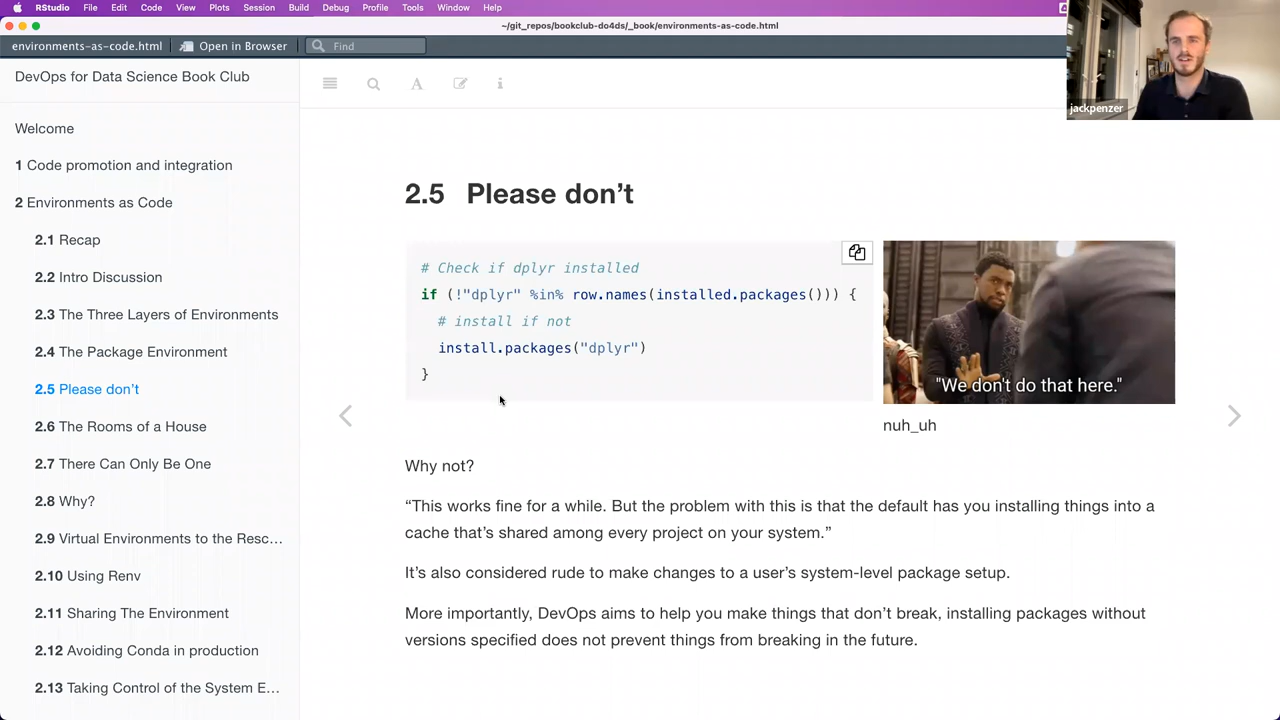 RStudio File Edit Code View Plots Session Build Debug Profile Tools Window Help
~/git_repos/bookclub-do4ds/_book/environments-as-code.html
environments-as-code.html Open in Browser Find
DevOps for Data Science Book Club
Welcome
1 Code promotion and integration
2 Environments as Code
2.1 Recap
2.2 Intro Discussion
2.3 The Three Layers of Environments
2.4 The Package Environment
2.5 Please don't
2.6 The Rooms of a House
2.7 There Can Only Be One
2.8 Why?
2.9 Virtual Environments to the Resc...
2.10 Using Renv
2.11 Sharing The Environment
2.12 Avoiding Conda in production
2.13 Taking Control of the System E...
jackpenzer
2.5 Please don't
# Check if dplyr installed
if (!"dplyr" %in% row.names(installed.packages())) {
# install if not
install.packages("dplyr")
}
"We don't do that here."
nuh_uh
Why not?
“This works fine for a while. But the problem with this is that the default has you installing things into a
cache that's shared among every project on your system.”
It's also considered rude to make changes to a user's system-level package setup.
More importantly, DevOps aims to help you make things that don't break, installing packages without
versions specified does not prevent things from breaking in the future.